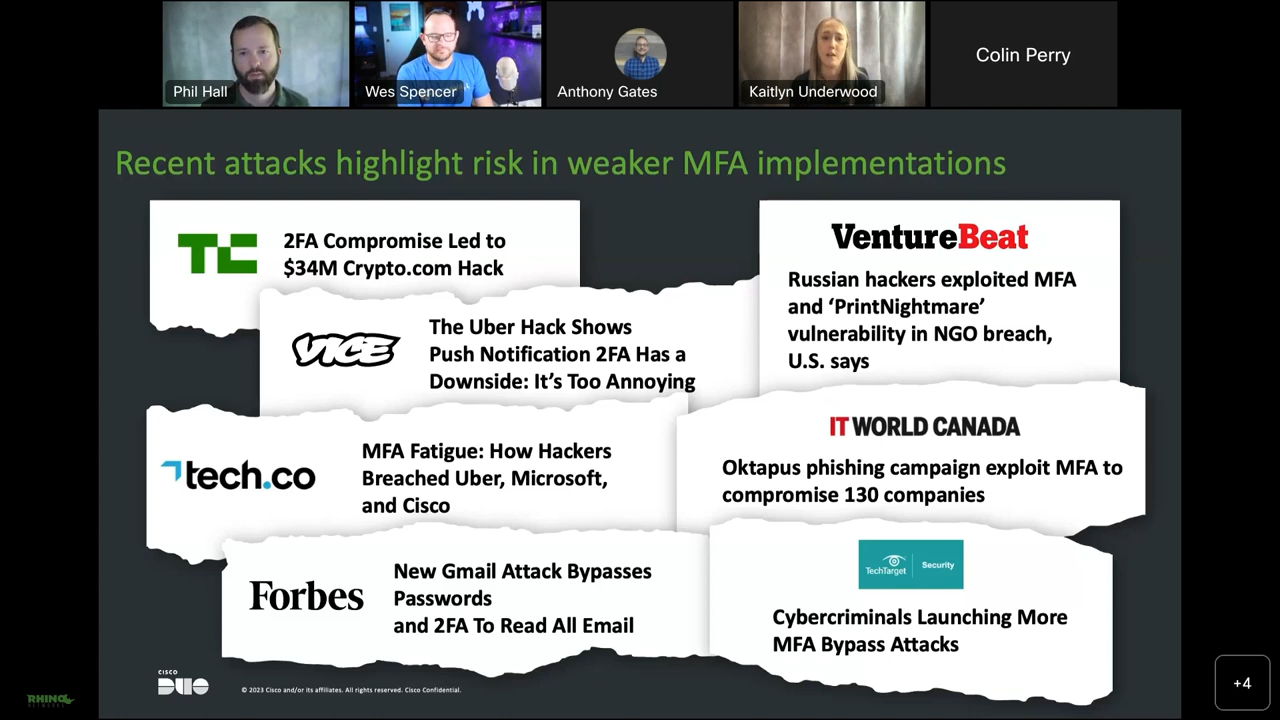 Phil Hall
Wes Spencer
Anthony Gates
Kaitlyn Underwood
Colin Perry
Recent attacks highlight risk in weaker MFA implementations
TC
2FA Compromise Led to
$34M Crypto.com Hack
VICE
The Uber Hack Shows
Push Notification 2FA Has a
Downside: It’s Too Annoying
tech.co
MFA Fatigue: How Hackers
Breached Uber, Microsoft,
and Cisco
Forbes
New Gmail Attack Bypasses
Passwords
and 2FA To Read All Email
VentureBeat
Russian hackers exploited MFA
and ‘PrintNightmare’
vulnerability in NGO breach,
U.S. says
IT WORLD CANADA
Oktapus phishing campaign exploit MFA to
compromise 130 companies
TechTarget
Security
Cybercriminals Launching More
MFA Bypass Attacks
CISCO
DUO
© 2023 Cisco and/or its affiliates. All rights reserved. Cisco Confidential.
RHINO
NETWORKS
+4